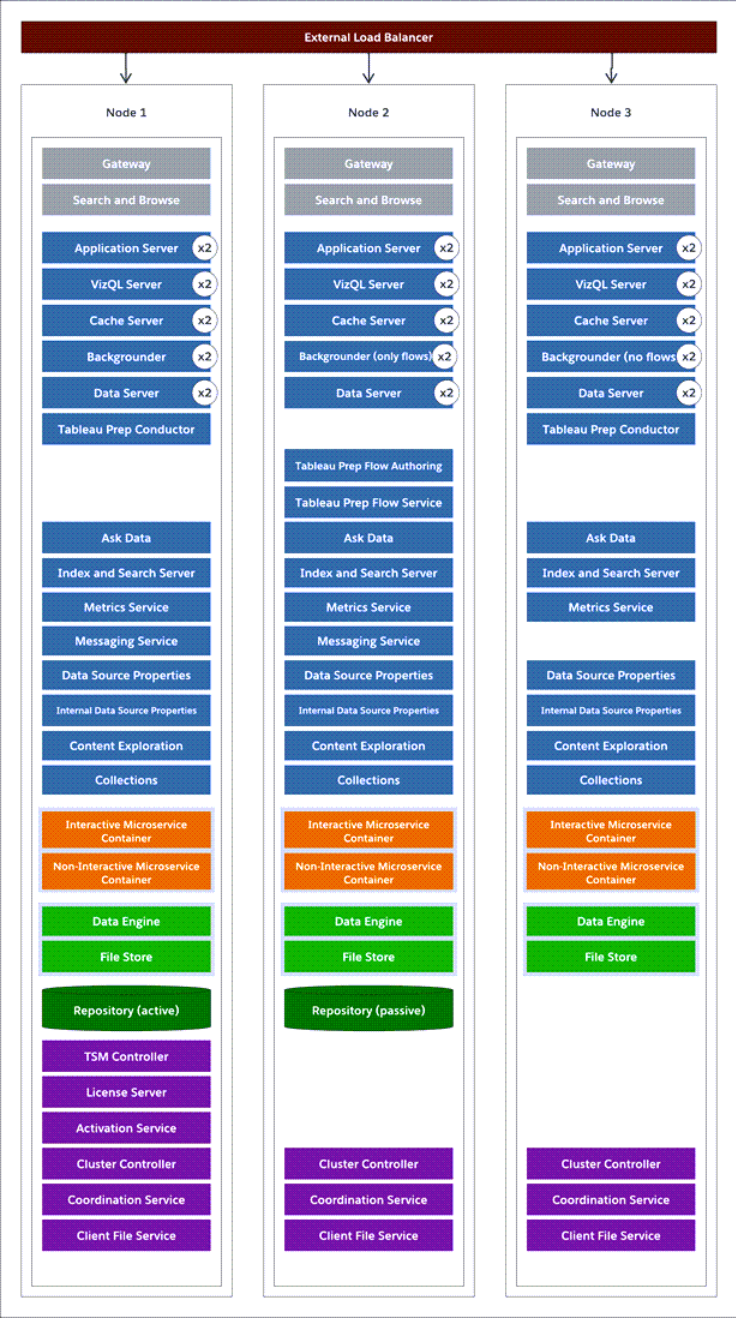 External Load Balancer
Node 1
Gateway
Search and Browse
Application Server x2
VizQL Server x2
Cache Server x2
Backgrounder x2
Data Server x2
Tableau Prep Conductor
Ask Data
Index and Search Server
Metrics Service
Messaging Service
Data Source Properties
Internal Data Source Properties
Content Exploration
Collections
Interactive Microservice
Container
Non-Interactive Microservice
Container
Data Engine
File Store
Repository (active)
TSM Controller
License Server
Activation Service
Cluster Controller
Coordination Service
Client File Service
Node 2
Gateway
Search and Browse
Application Server x2
VizQL Server x2
Cache Server x2
Backgrounder (only flows) x2
Data Server x2
Tableau Prep Flow Authoring
Tableau Prep Flow Service
Ask Data
Index and Search Server
Metrics Service
Messaging Service
Data Source Properties
Internal Data Source Properties
Content Exploration
Collections
Interactive Microservice
Container
Non-Interactive Microservice
Container
Data Engine
File Store
Repository (passive)
Cluster Controller
Coordination Service
Client File Service
Node 3
Gateway
Search and Browse
Application Server x2
VizQL Server x2
Cache Server x2
Backgrounder (no flows x2
Data Server x2
Tableau Prep Conductor
Ask Data
Index and Search Server
Metrics Service
Data Source Properties
Internal Data Source Properties
Content Exploration
Collections
Interactive Microservice
Container
Non-Interactive Microservice
Container
Data Engine
File Store
Cluster Controller
Coordination Service
Client File Service